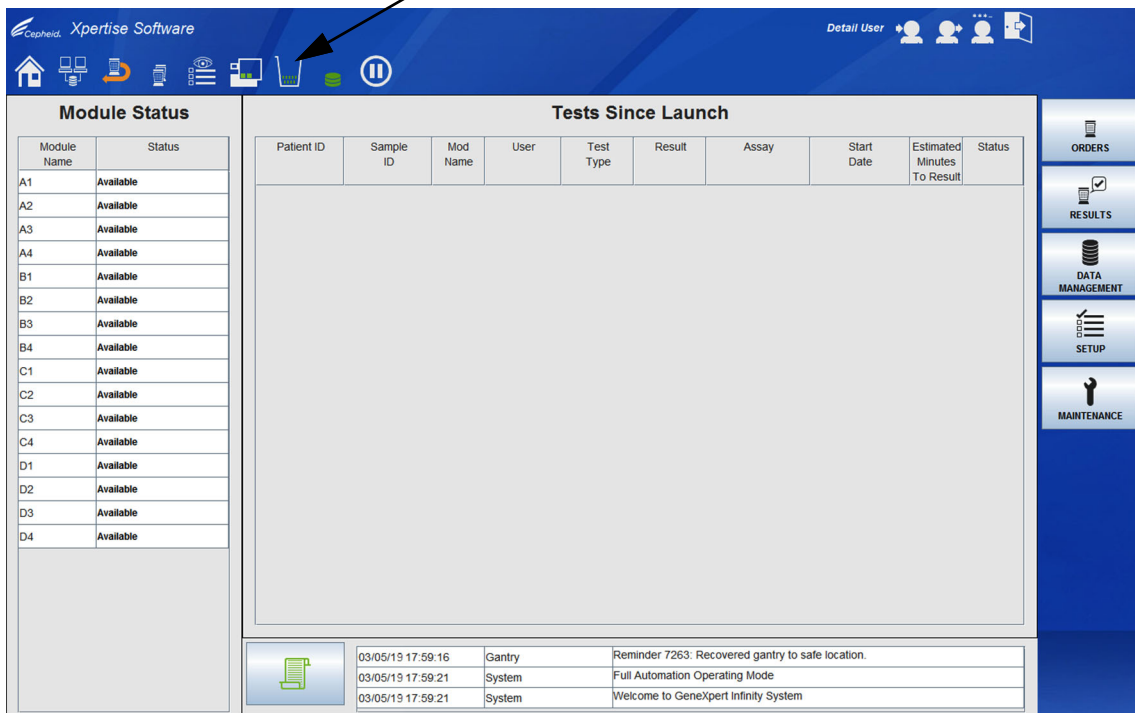 Cepheid. Xpertise Software
Detail User
Module Status
Module Name
Status
A1 Available
A2 Available
A3 Available
A4 Available
B1 Available
B2 Available
B3 Available
B4 Available
C1 Available
C2 Available
C3 Available
C4 Available
D1 Available
D2 Available
D3 Available
D4 Available
Tests Since Launch
Patient ID
Sample ID
Mod Name
User
Test Type
Result
Assay
Start Date
Estimated Minutes To Result
Status
03/05/19 17:59:16 Gantry Reminder 7263: Recovered gantry to safe location.
03/05/19 17:59:21 System Full Automation Operating Mode
03/05/19 17:59:21 System Welcome to GeneXpert Infinity System
ORDERS
RESULTS
DATA
MANAGEMENT
SETUP
MAINTENANCE